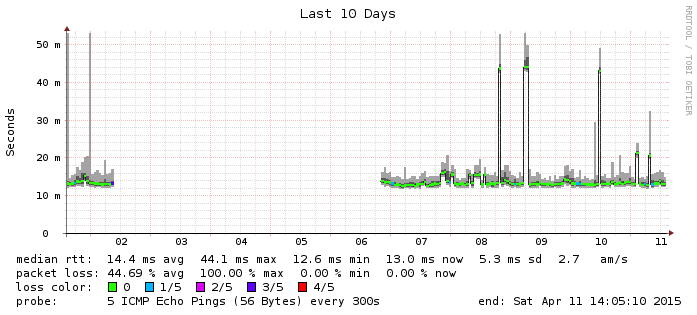 Last 10 Days
RRDTOOL / TOBI OETIKER
Seconds
50 m
40 m
30 m
20 m
10 m
0
02 03 04 05 06 07 08 09 10 11
median rtt: 14.4 ms avg 44.1 ms max 12.6 ms min 13.0 ms now 5.3 ms sd 2.7 am/s
packet loss: 44.69 % avg 100.00 % max 0.00 % min 0.00 % now
loss color: 0 1/5 2/5 3/5 4/5
probe: 5 ICMP Echo Pings (56 Bytes) every 300s end: Sat Apr 11 14:05:10 2015